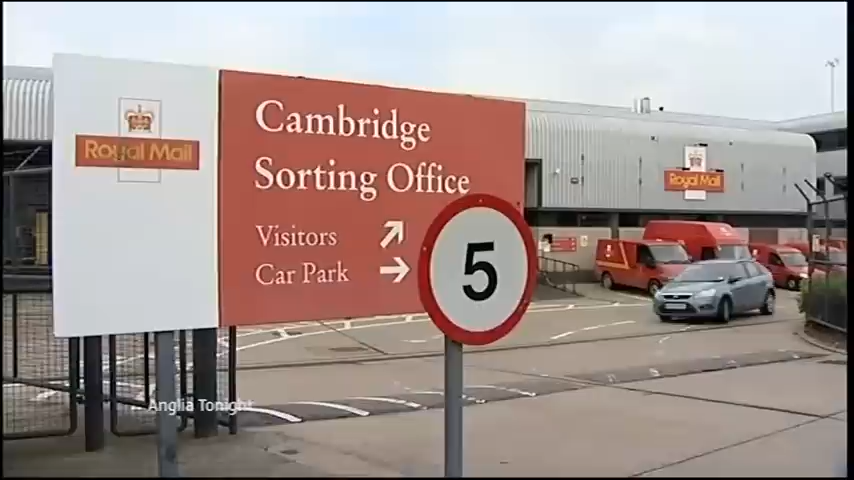 Royal Mail
Cambridge
Sorting Office
Visitors
Car Park
5
Royal Mail
Anglia Tonight